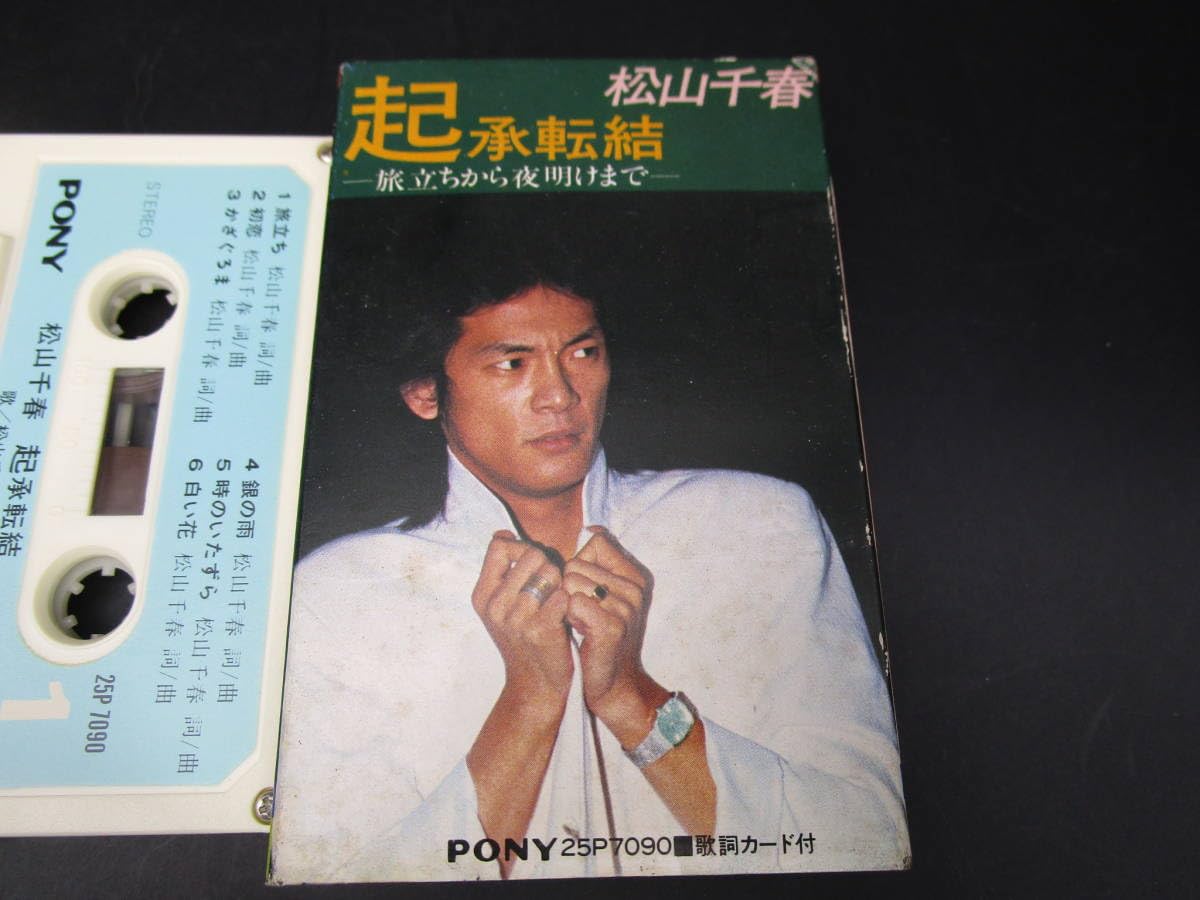 松山千春
起承転結
—旅立ちから夜明けまで—
PONY 25P7090■歌詞カード付
PONY
STEREO
松山千春 起承転結
1 旅立ち 松山千春 詞/曲
2 初恋 松山千春 詞/曲
3 かざぐるま 松山千春 詞/曲
4 銀の雨 松山千春 詞/曲
5 時のいたずら 松山千春 詞/曲
6 白い花 松山千春 詞/曲
25P7090
1